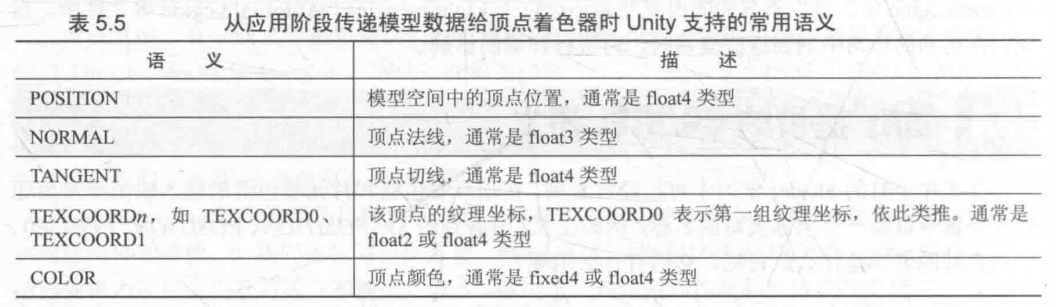 表 5.5 从应用阶段传递模型数据给顶点着色器时 Unity 支持的常用语义
语 义 描 述
POSITION 模型空间中的顶点位置，通常是 float4 类型
NORMAL 顶点法线，通常是 float3 类型
TANGENT 顶点切线，通常是 float4 类型
TEXCOORDn，如 TEXCOORD0、
TEXCOORD1
该顶点的纹理坐标，TEXCOORD0 表示第一组纹理坐标，依此类推。通常是
float2 或 float4 类型
COLOR 顶点颜色，通常是 fixed4 或 float4 类型